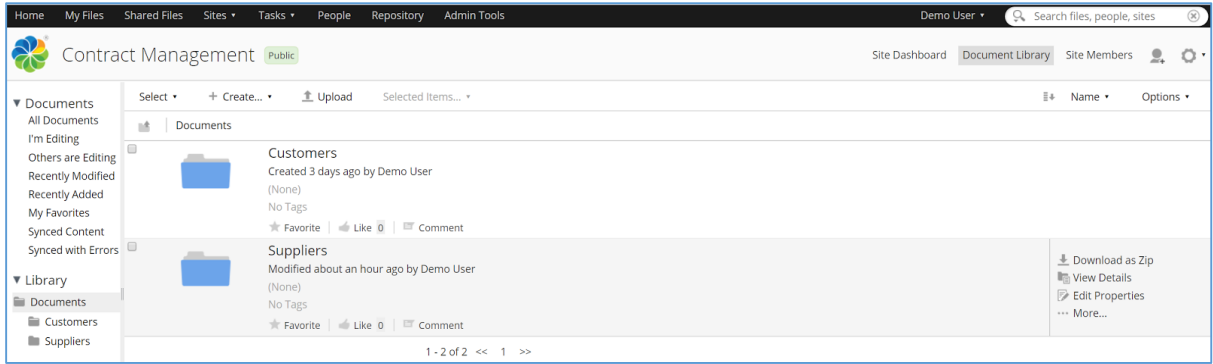 Home My Files Shared Files Sites Tasks People Repository Admin Tools Demo User Search files, people, sites
Contract Management Public Site Dashboard Document Library Site Members
Select + Create... Upload Selected Items... Name Options
Documents
Documents
All Documents
I'm Editing
Others are Editing
Recently Modified
Recently Added
My Favorites
Synced Content
Synced with Errors
Library
Documents
Customers
Suppliers
Customers
Created 3 days ago by Demo User
(None)
No Tags
Favorite Like 0 Comment
Suppliers
Modified about an hour ago by Demo User
(None)
No Tags
Favorite Like 0 Comment
Download as Zip
View Details
Edit Properties
More...
1 - 2 of 2 << 1 >>